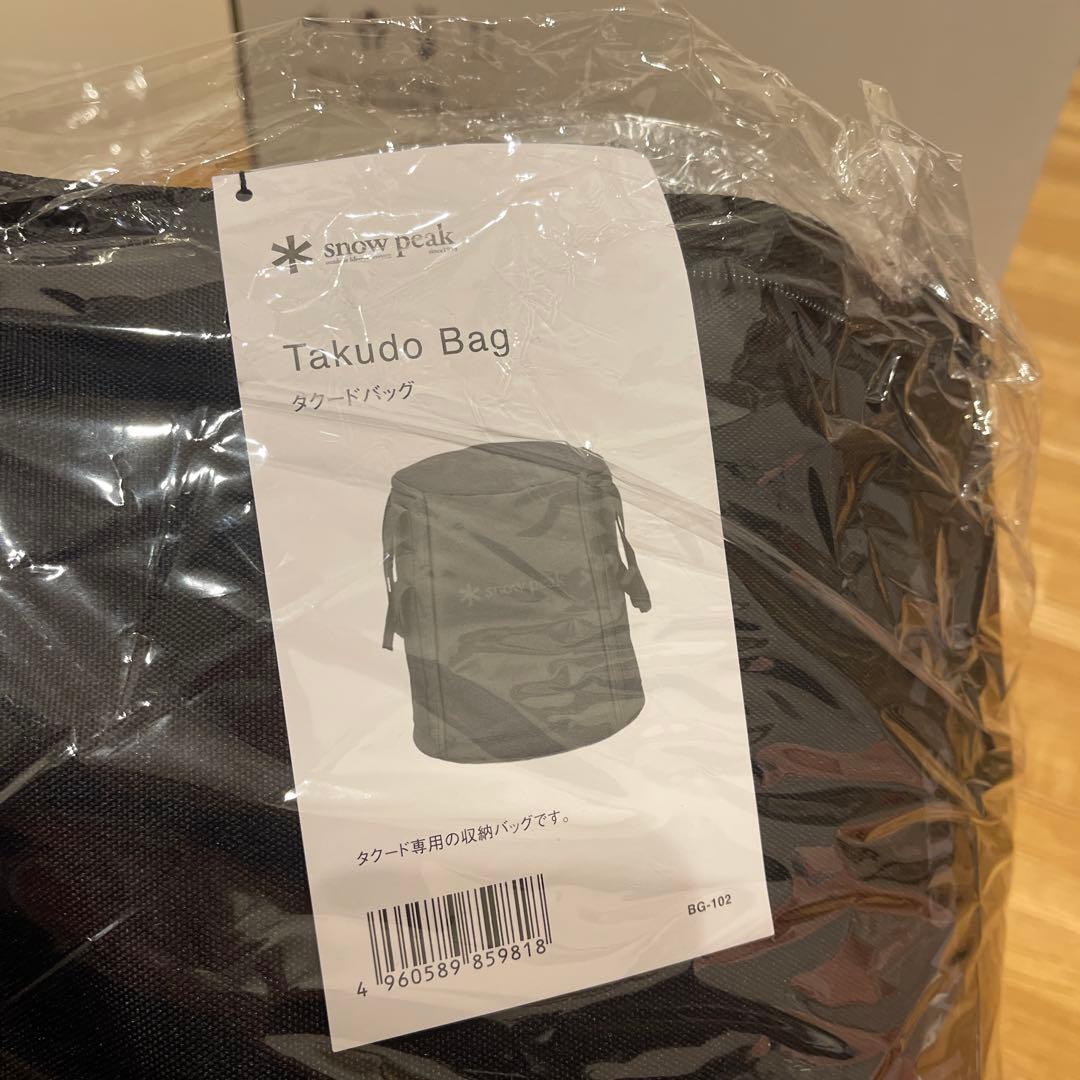 snow peak
Takudo Bag
タクードバッグ
snow peak
タクード専用の収納バッグです。
BG-102
4 960589 859818